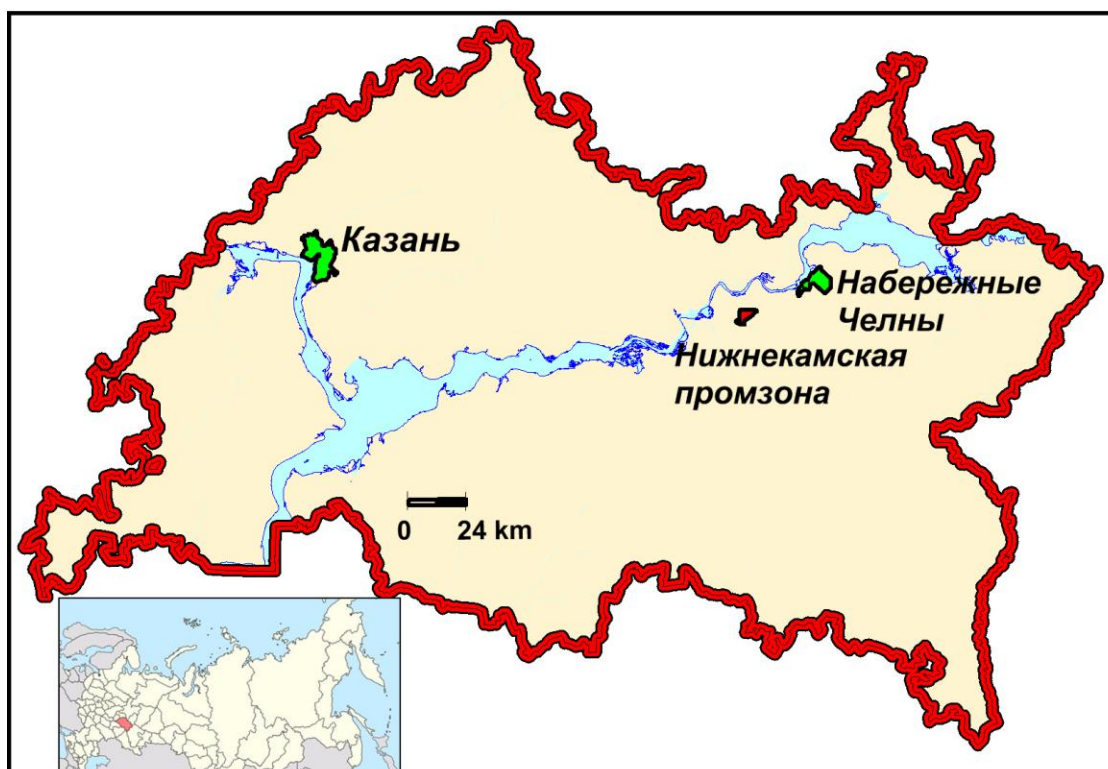 Казань
Набережные
Челны
Нижнекамская
промзона
0 24 km